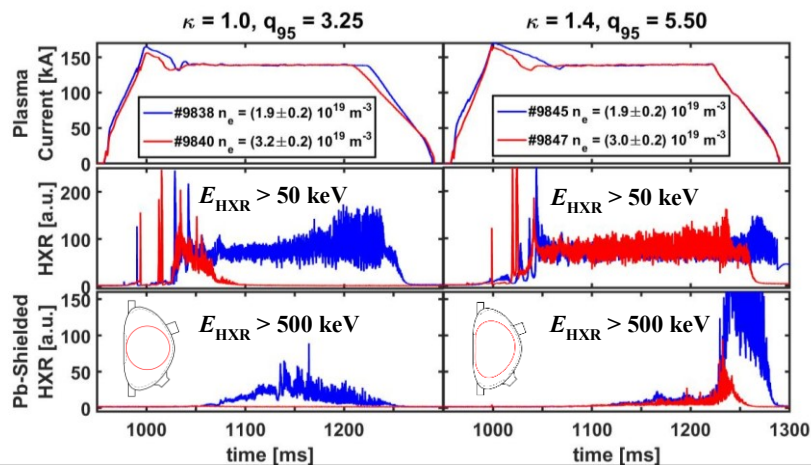 κ = 1.0, q95 = 3.25
κ = 1.4, q95 = 5.50
Plasma
Current [kA]
150
100
50
0
#9838 ne = (1.9±0.2) 10^19 m^-3
#9840 ne = (3.2±0.2) 10^19 m^-3
#9845 ne = (1.9±0.2) 10^19 m^-3
#9847 ne = (3.0±0.2) 10^19 m^-3
HXR [a.u.]
200
100
0
EHXR > 50 keV
EHXR > 50 keV
Pb-Shielded
HXR [a.u.]
150
100
50
0
EHXR > 500 keV
EHXR > 500 keV
1000 1100 1200
1000 1100 1200 1300
time [ms]
time [ms]